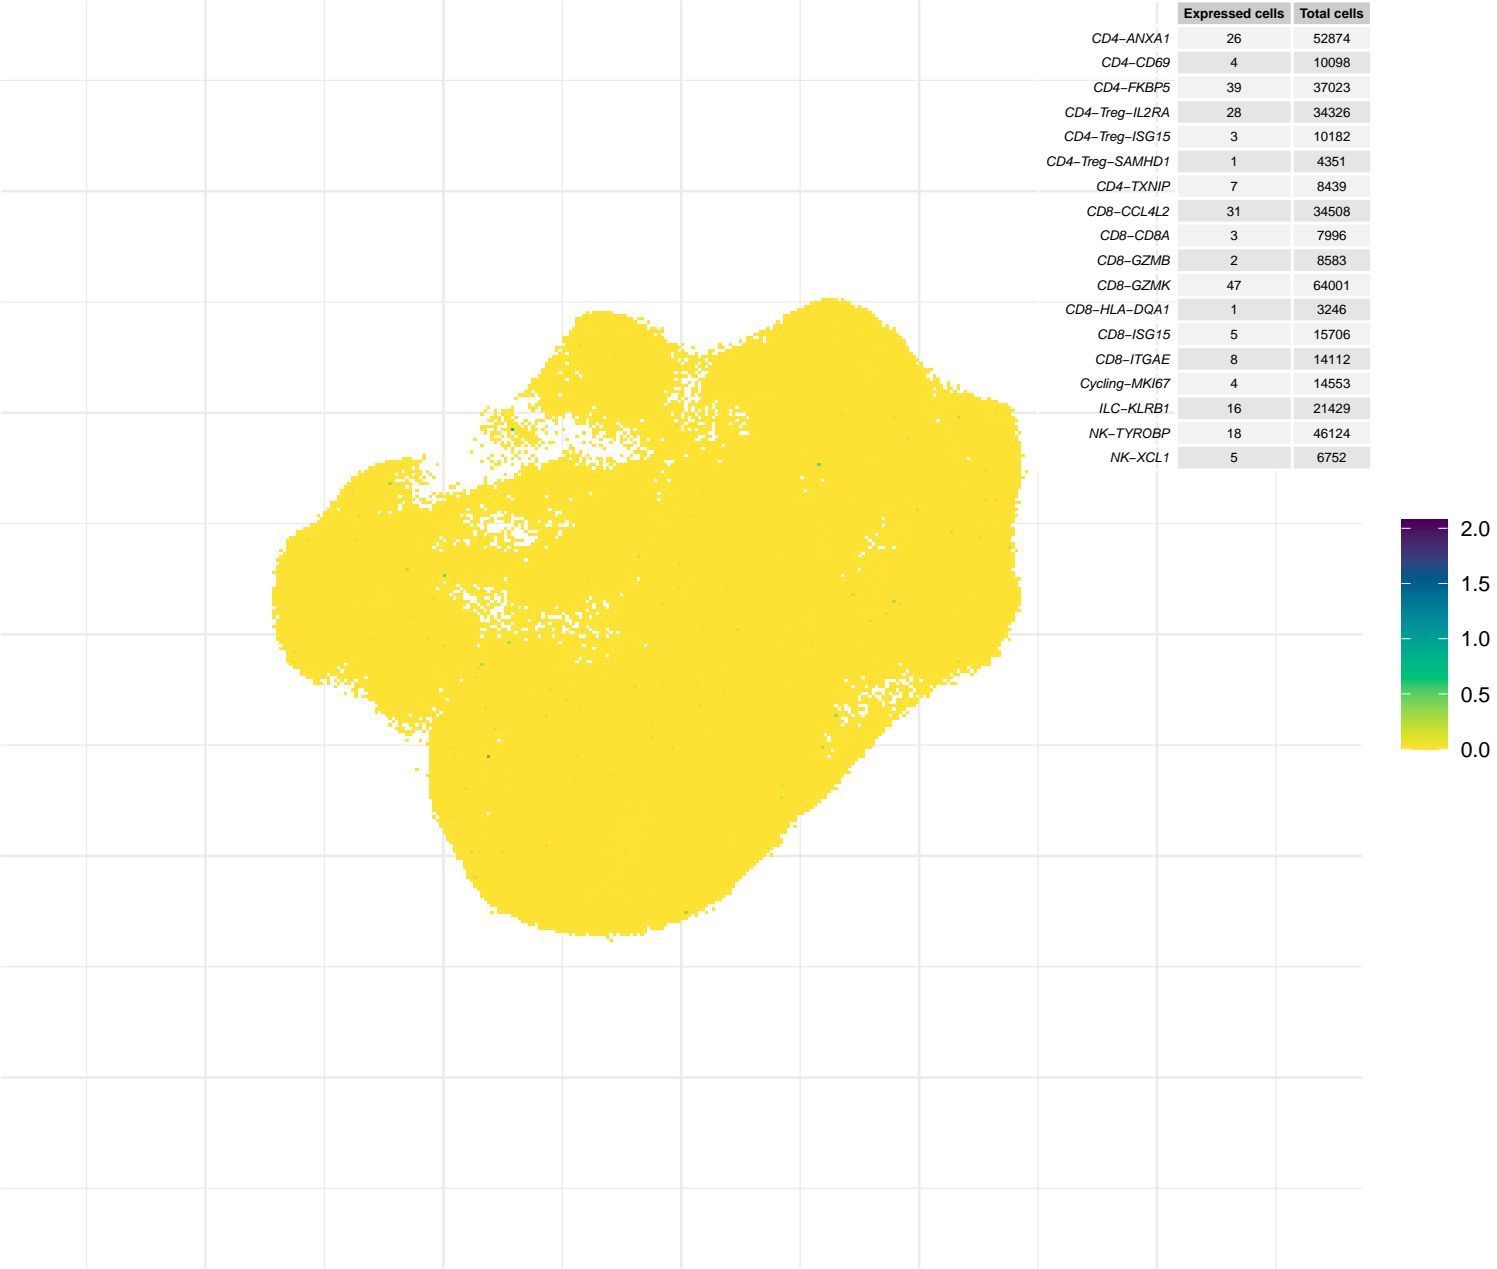 Expressed cells Total cells
CD4−ANXA1 26 52874
CD4−CD69 4 10098
CD4−FKBP5 39 37023
CD4−Treg−IL2RA 28 34326
CD4−Treg−ISG15 3 10182
CD4−Treg−SAMHD1 1 4351
CD4−TXNIP 7 8439
CD8−CCL4L2 31 34508
CD8−CD8A 3 7996
CD8−GZMB 2 8583
CD8−GZMK 47 64001
CD8−HLA−DQA1 1 3246
CD8−ISG15 5 15706
CD8−ITGAE 8 14112
Cycling−MKI67 4 14553
ILC−KLRB1 16 21429
NK−TYROBP 18 46124
NK−XCL1 5 6752
2.0
1.5
1.0
0.5
0.0